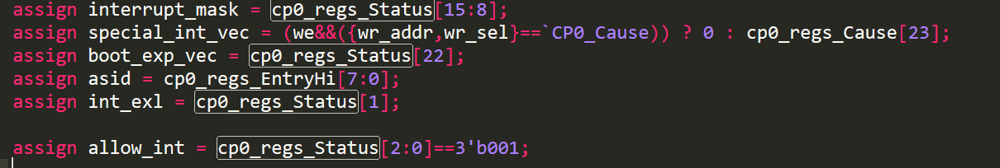 assign interrupt_mask = cp0_regs_Status[15:8];
assign special_int_vec = (we&&({wr_addr,wr_sel}==`CP0_Cause)) ? 0 : cp0_regs_Cause[23];
assign boot_exp_vec = cp0_regs_Status[22];
assign asid = cp0_regs_EntryHi[7:0];
assign int_exl = cp0_regs_Status[1];
assign allow_int = cp0_regs_Status[2:0]==3'b001;